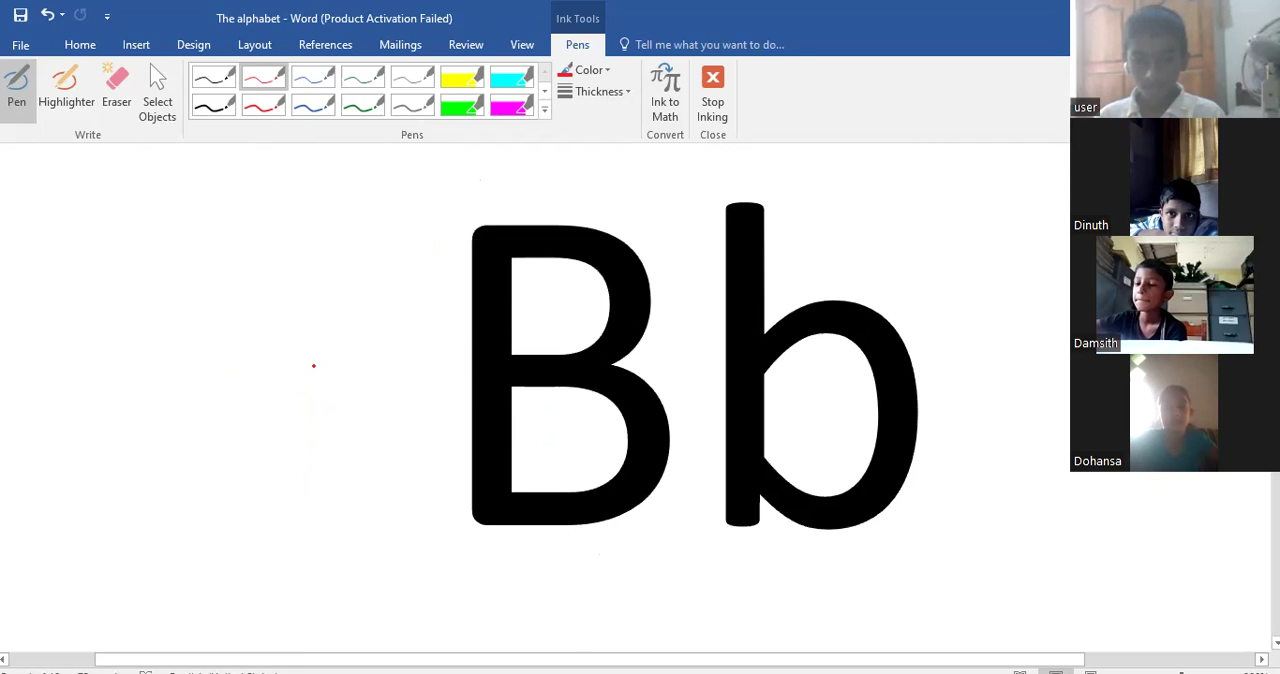 The alphabet - Word (Product Activation Failed)
Ink Tools
File
Home
Insert
Design
Layout
References
Mailings
Review
View
Pens
Tell me what you want to do...
Pen
Highlighter
Eraser
Select
Objects
Color
Thickness
Ink to
Math
Stop
Inking
Write
Pens
Convert
Close
Bb
user
Dinuth
Damsith
Dohansa